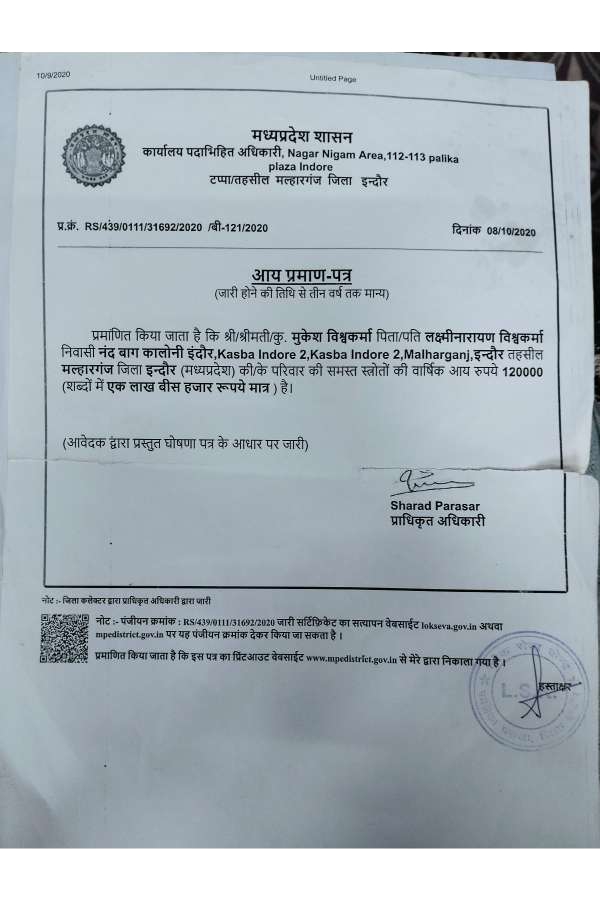 10/9/2020
Untitled Page
मध्यप्रदेश शासन
कार्यालय पदाभिहित अधिकारी, Nagar Nigam Area,112-113 palika
plaza Indore
टप्पा/तहसील मल्हारगंज जिला इन्दौर
प्र.क्रं. RS/439/0111/31692/2020 /बी-121/2020
दिनांक 08/10/2020
आय प्रमाण-पत्र
(जारी होने की तिथि से तीन वर्ष तक मान्य)
प्रमाणित किया जाता है कि श्री/श्रीमती/कु. मुकेश विश्वकर्मा पिता/पति लक्ष्मीनारायण विश्वकर्मा
निवासी नंद बाग कालोनी इंदौर,Kasba Indore 2,Kasba Indore 2,Malharganj,इन्दौर तहसील
मल्हारगंज जिला इन्दौर (मध्यप्रदेश) की/के परिवार की समस्त स्त्रोतों की वार्षिक आय रुपये 120000
(शब्दों में एक लाख बीस हजार रूपये मात्र ) है।
(आवेदक द्वारा प्रस्तुत घोषणा पत्र के आधार पर जारी)
Sharad Parasar
प्राधिकृत अधिकारी
नोट :- जिला कलेक्टर द्वारा प्राधिकृत अधिकारी द्वारा जारी
नोट :- पंजीयन क्रमांक : RS/439/0111/31692/2020 जारी सर्टिफ़िकेट का सत्यापन वेबसाईट lokseva.gov.in अथवा
mpedistrict.gov.in पर यह पंजीयन क्रमांक देकर किया जा सकता है ।
प्रमाणित किया जाता है कि इस पत्र का प्रिंटआउट वेबसाईट www.mpedistrict.gov.in से मेरे द्वारा निकाला गया है ।
हस्ताक्षर